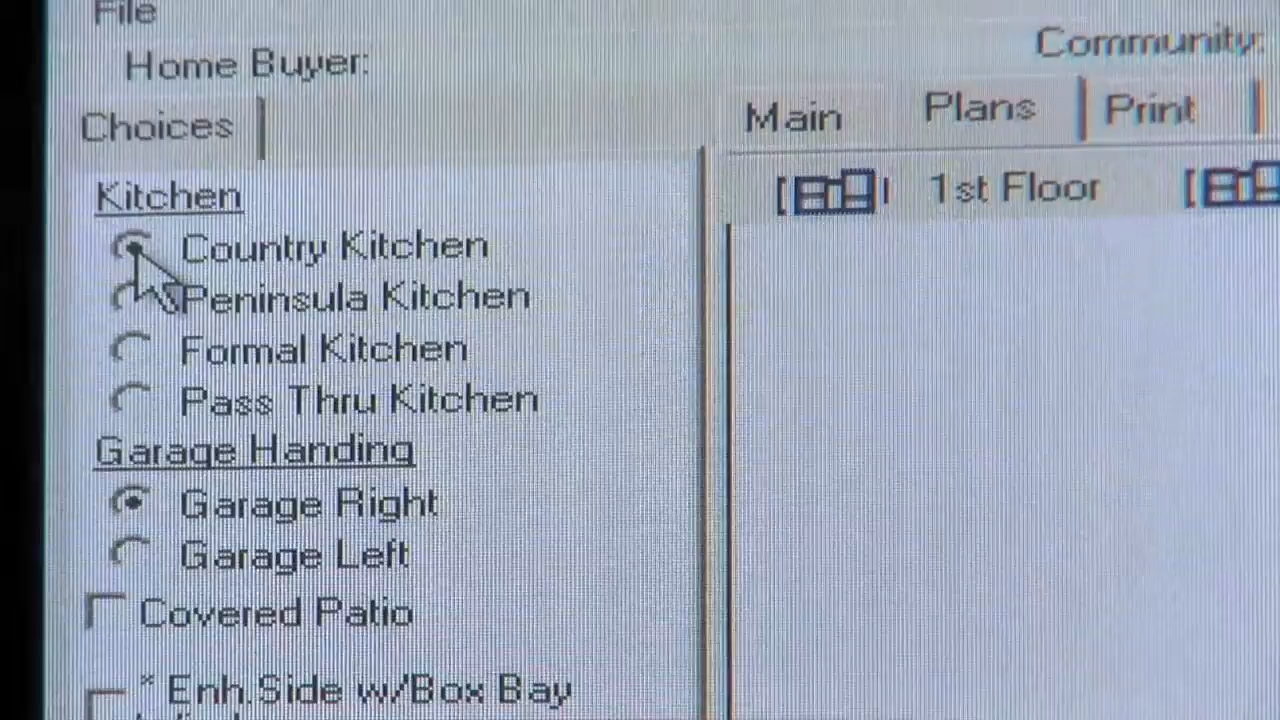 File
Home Buyer:
Community:
Choices
Main Plans Print
Kitchen
1st Floor
Country Kitchen
Peninsula Kitchen
Formal Kitchen
Pass Thru Kitchen
Garage Handing
Garage Right
Garage Left
Covered Patio
* Enh.Side w/Box Bay